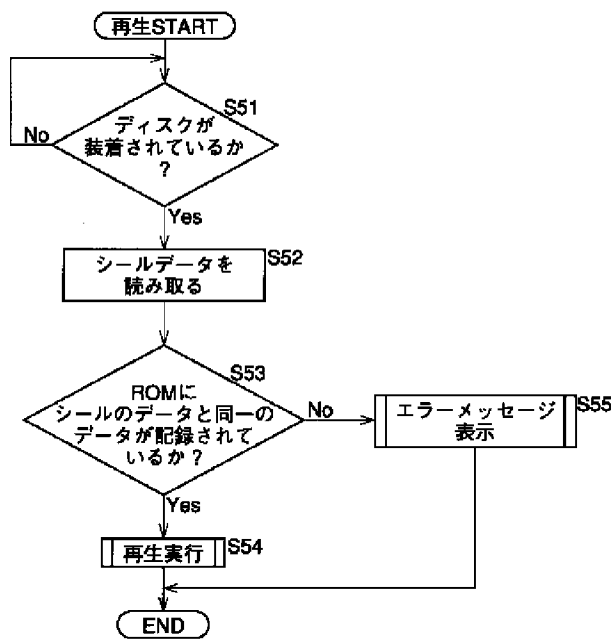 再生START
S51
ディスクが
装着されているか
?
No
Yes
シールデータを
読み取る
S52
S53
ROMに
シールのデータと同一の
データが記録されて
いるか?
No
エラーメッセージ
表示
S55
Yes
再生実行
S54
END